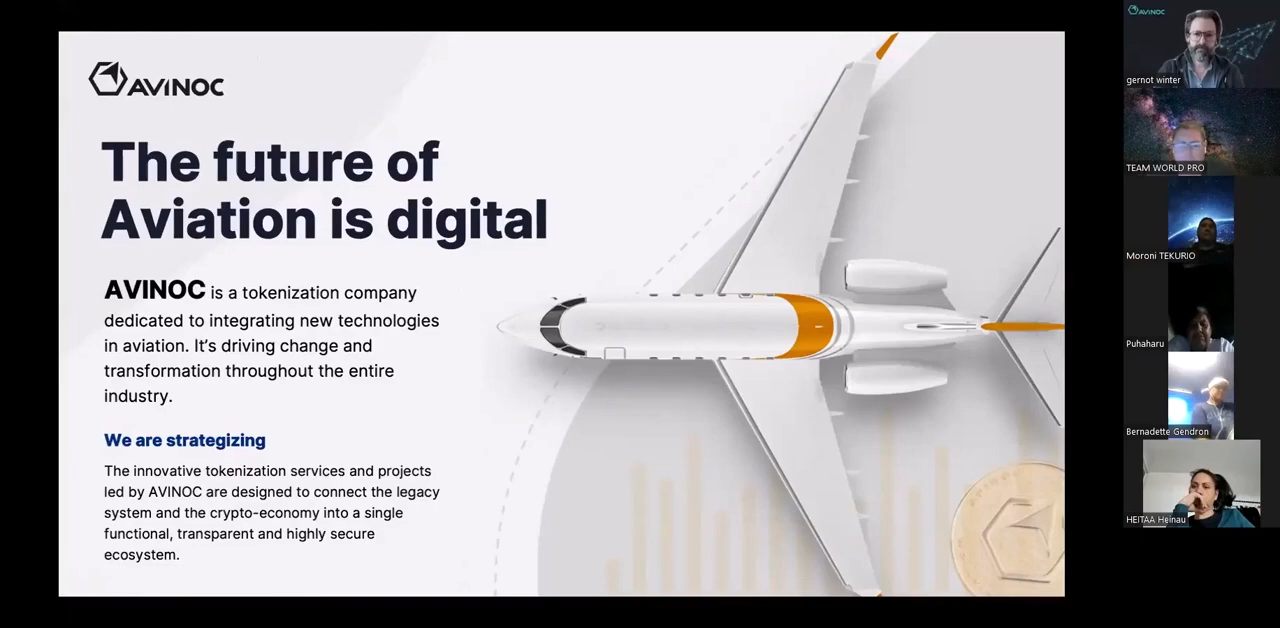 AVINOC
The future of
Aviation is digital
AVINOC is a tokenization company
dedicated to integrating new technologies
in aviation. It’s driving change and
transformation throughout the entire
industry.
We are strategizing
The innovative tokenization services and projects
led by AVINOC are designed to connect the legacy
system and the crypto-economy into a single
functional, transparent and highly secure
ecosystem.
AVINOC
gernot winter
TEAM WORLD PRO
Moroni TEKURIO
Puhaharu
Bernadette Gendron
HEITAA Heinau